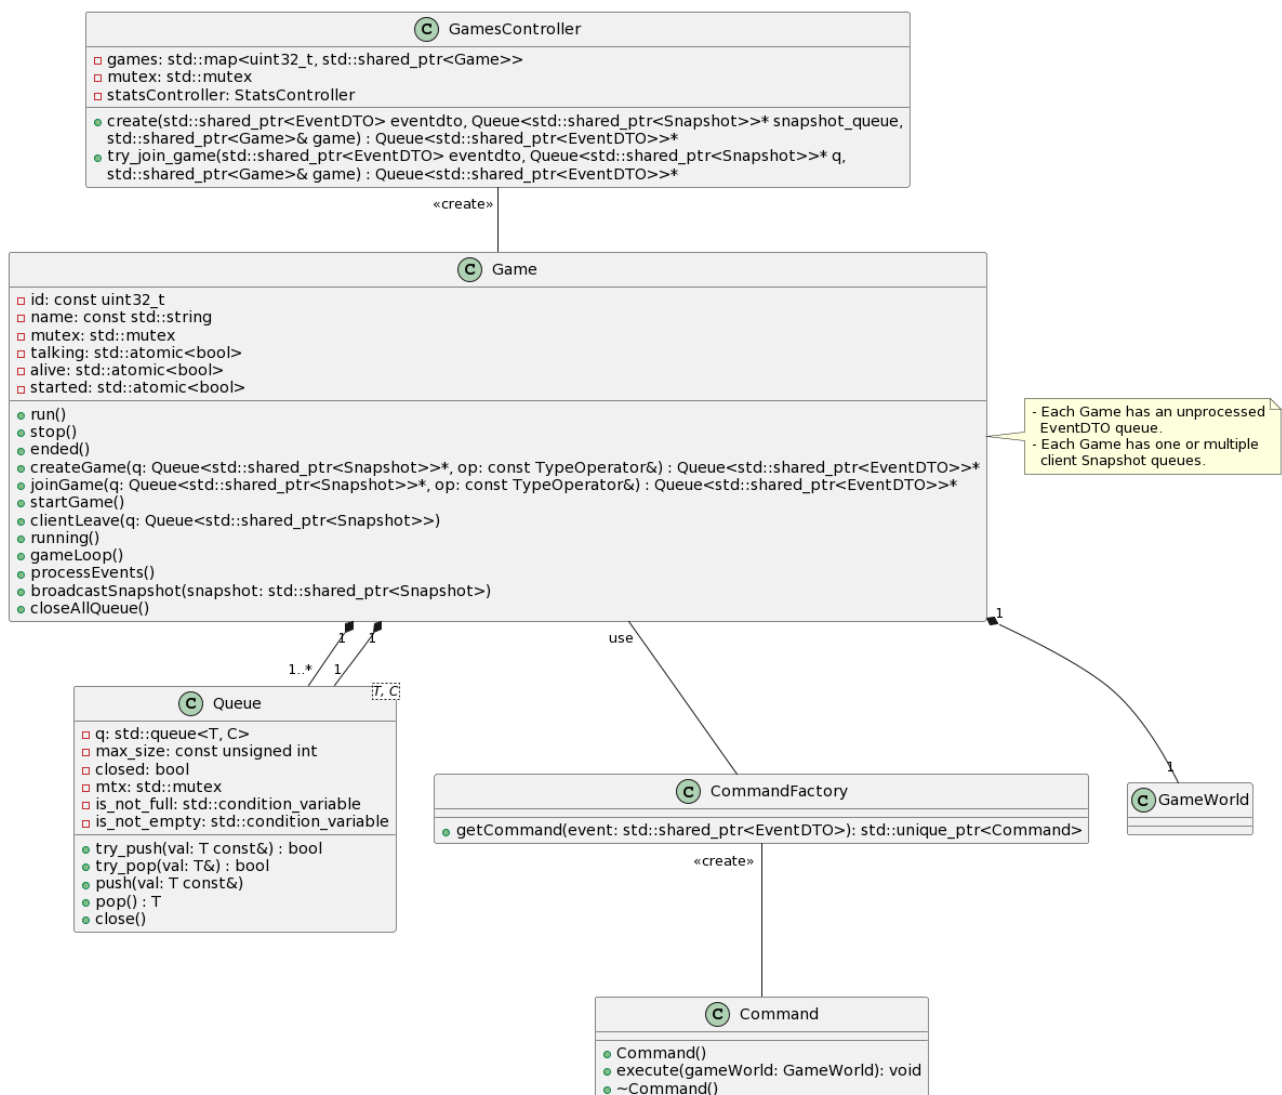 C GamesController
games: std::map<uint32_t, std::shared_ptr<Game>>
mutex: std::mutex
statsController: StatsController
create(std::shared_ptr<EventDTO> eventdto, Queue<std::shared_ptr<Snapshot>>* snapshot_queue,
std::shared_ptr<Game>& game) : Queue<std::shared_ptr<EventDTO>>*
try_join_game(std::shared_ptr<EventDTO> eventdto, Queue<std::shared_ptr<Snapshot>>* q,
std::shared_ptr<Game>& game) : Queue<std::shared_ptr<EventDTO>>*
«create»
C Game
id: const uint32_t
name: const std::string
mutex: std::mutex
talking: std::atomic<bool>
alive: std::atomic<bool>
started: std::atomic<bool>
run()
stop()
ended()
createGame(q: Queue<std::shared_ptr<Snapshot>>*, op: const TypeOperator&) : Queue<std::shared_ptr<EventDTO>>*
joinGame(q: Queue<std::shared_ptr<Snapshot>>*, op: const TypeOperator&) : Queue<std::shared_ptr<EventDTO>>*
startGame()
clientLeave(q: Queue<std::shared_ptr<Snapshot>>)
running()
gameLoop()
processEvents()
broadcastSnapshot(snapshot: std::shared_ptr<Snapshot>)
closeAllQueue()
- Each Game has an unprocessed
EventDTO queue.
- Each Game has one or multiple
client Snapshot queues.
1
1
use
1
1..*
1
1
C Queue
T, C
q: std::queue<T, C>
max_size: const unsigned int
closed: bool
mtx: std::mutex
is_not_full: std::condition_variable
is_not_empty: std::condition_variable
try_push(val: T const&) : bool
try_pop(val: T&) : bool
push(val: T const&)
pop() : T
close()
C CommandFactory
getCommand(event: std::shared_ptr<EventDTO>): std::unique_ptr<Command>
C GameWorld
«create»
C Command
Command()
execute(gameWorld: GameWorld): void
~Command()